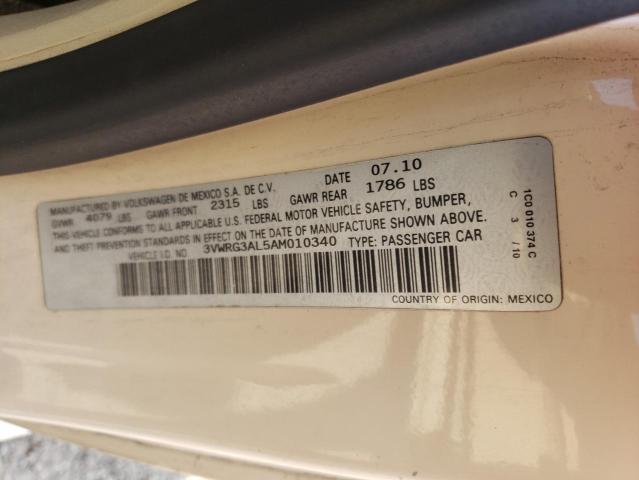 MANUFACTURED BY VOLKSWAGEN DE MEXICO S.A. DE C.V. DATE 07.10
GVWR 4079 LBS GAWR FRONT 2315 LBS GAWR REAR 1786 LBS
THIS VEHICLE CONFORMS TO ALL APPLICABLE U.S. FEDERAL MOTOR VEHICLE SAFETY, BUMPER,
AND THEFT PREVENTION STANDARDS IN EFFECT ON THE DATE OF MANUFACTURE SHOWN ABOVE.
VEHICLE I.D. NO. 3VWRG3AL5AM010340 TYPE: PASSENGER CAR
COUNTRY OF ORIGIN: MEXICO
1C0 010 374 C
C 3 /10